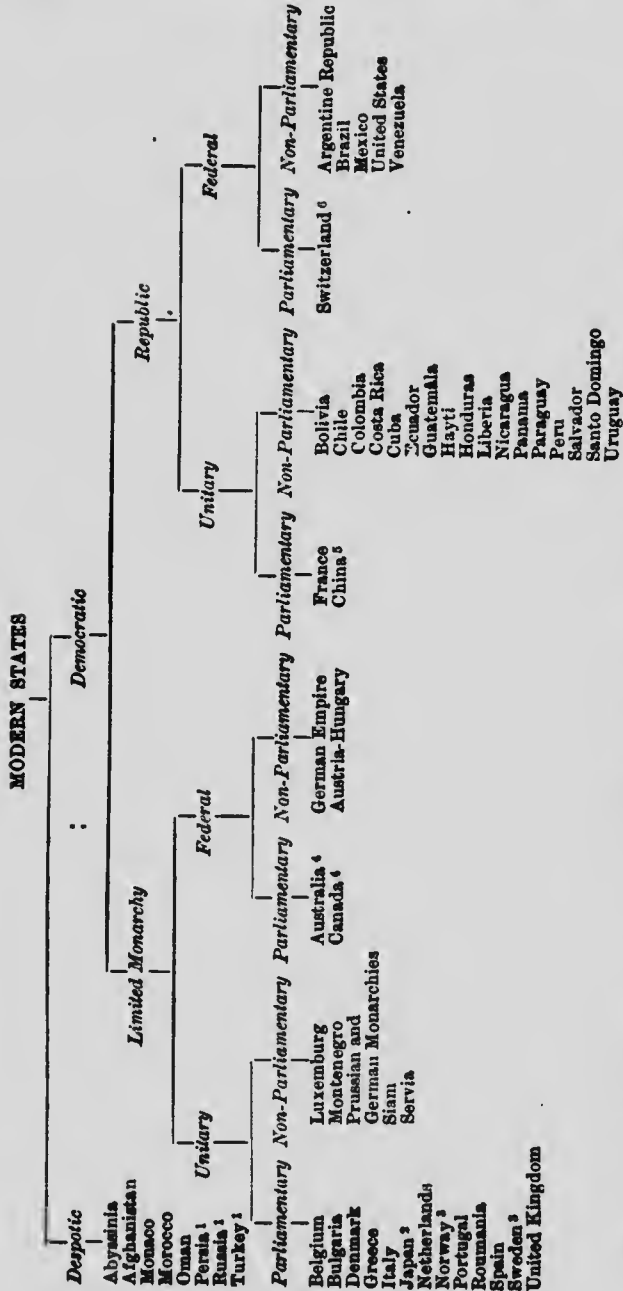 MODERN STATES
Despotic
Democratic
Abyssinia
Afghanistan
Monaco
Morocco
Oman
Persia 1
Russia 1
Turkey 1
Limited Monarchy
Republic
Unitary
Federal
Unitary
Federal
Parliamentary
Non-Parliamentary
Parliamentary
Non-Parliamentary
Parliamentary
Non-Parliamentary
Parliamentary
Non-Parliamentary
Belgium
Bulgaria
Denmark
Greece
Italy
Japan 2
Netherlands
Norway 3
Portugal
Roumania
Spain
Sweden 3
United Kingdom
Luxemburg
Montenegro
Prussian and
German Monarchies
Siam
Servia
Australia 4
Canada 4
German Empire
Austria-Hungary
France
China 5
Bolivia
Chile
Colombia
Costa Rica
Cuba
Ecuador
Guatemala
Hayti
Honduras
Liberia
Nicaragua
Panama
Paraguay
Peru
Salvador
Santo Domingo
Uruguay
Switzerland 6
Argentine Republic
Brazil
Mexico
United States
Venezuela